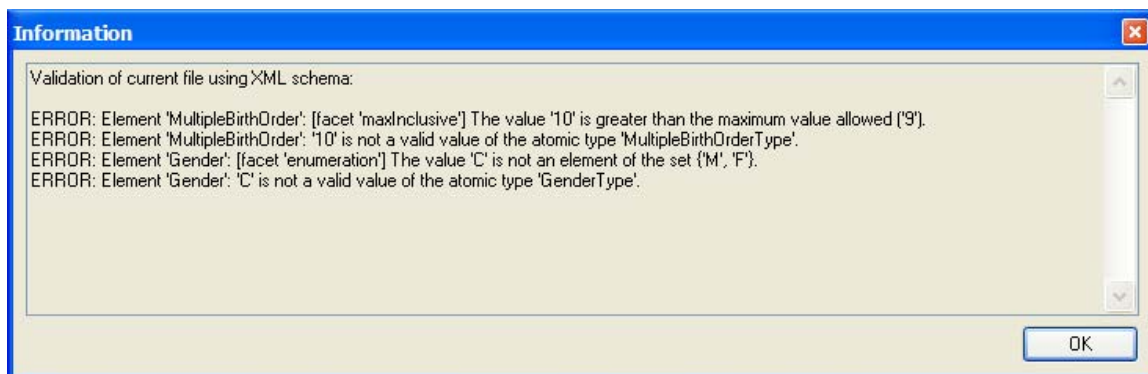 Information
Validation of current file using XML schema:
ERROR: Element 'MultipleBirthOrder': [facet 'maxInclusive'] The value '10' is greater than the maximum value allowed ('9').
ERROR: Element 'MultipleBirthOrder': '10' is not a valid value of the atomic type 'MultipleBirthOrderType'.
ERROR: Element 'Gender': [facet 'enumeration'] The value 'C' is not an element of the set {'M', 'F'}.
ERROR: Element 'Gender': 'C' is not a valid value of the atomic type 'GenderType'.
OK